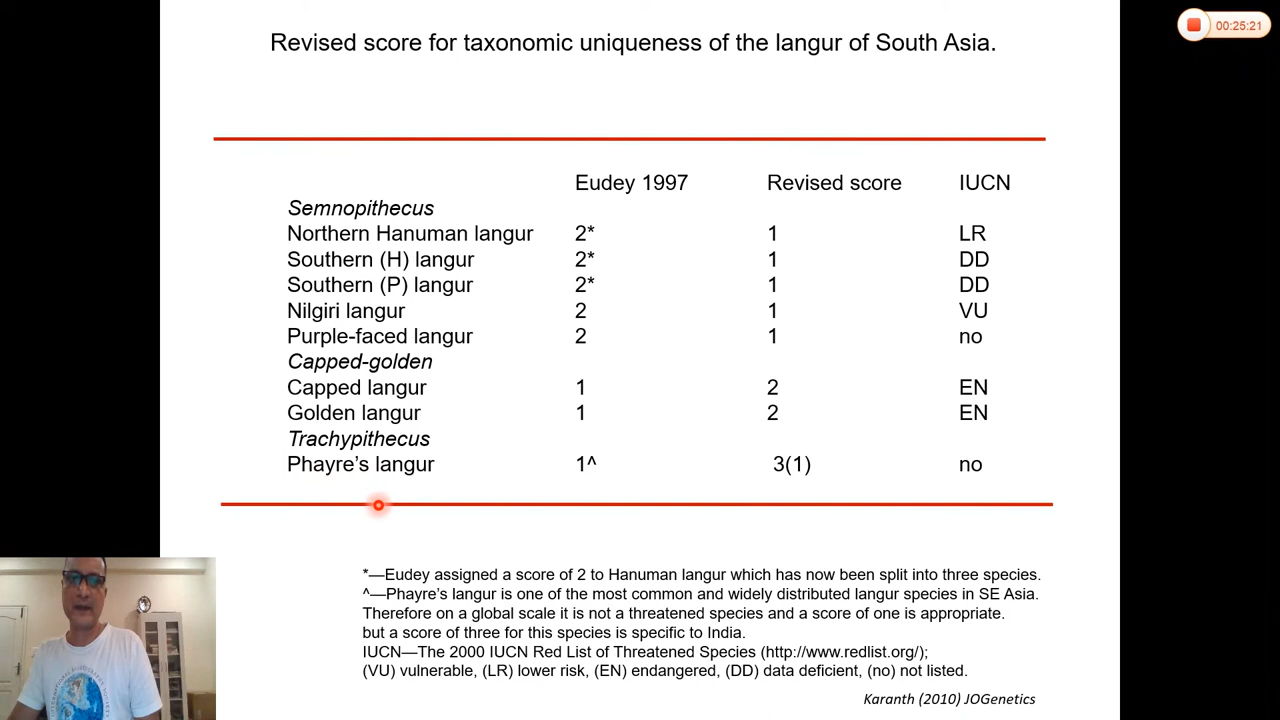 00:25:21
Revised score for taxonomic uniqueness of the langur of South Asia.
Eudey 1997 Revised score IUCN
Semnopithecus
Northern Hanuman langur 2* 1 LR
Southern (H) langur 2* 1 DD
Southern (P) langur 2* 1 DD
Nilgiri langur 2 1 VU
Purple-faced langur 2 1 no
Capped-golden
Capped langur 1 2 EN
Golden langur 1 2 EN
Trachypithecus
Phayre's langur 1^ 3(1) no
*—Eudey assigned a score of 2 to Hanuman langur which has now been split into three species.
^—Phayre's langur is one of the most common and widely distributed langur species in SE Asia.
Therefore on a global scale it is not a threatened species and a score of one is appropriate.
but a score of three for this species is specific to India.
IUCN—The 2000 IUCN Red List of Threatened Species (http://www.redlist.org/);
(VU) vulnerable, (LR) lower risk, (EN) endangered, (DD) data deficient, (no) not listed.
Karanth (2010) JOGenetics